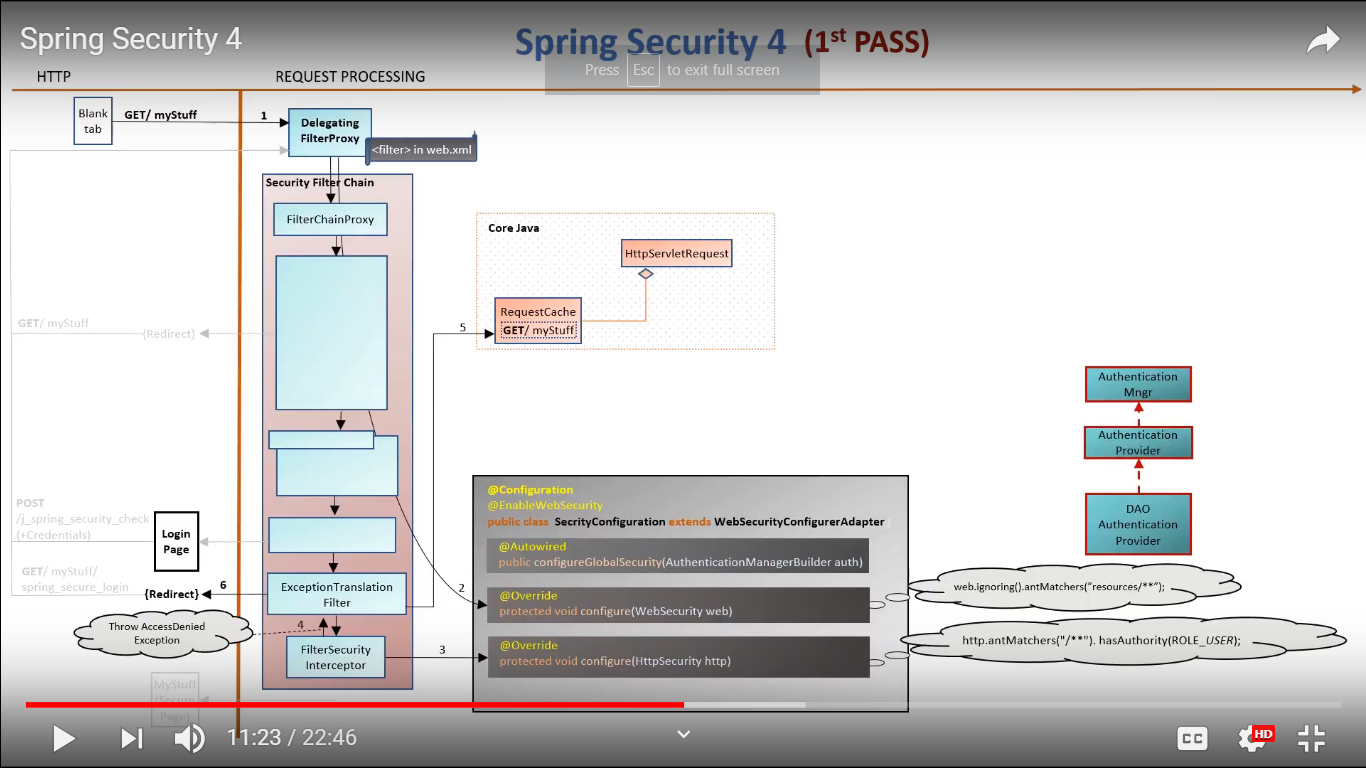 Spring Security 4
Spring Security 4 (1st PASS)
Press Esc to exit full screen
HTTP
REQUEST PROCESSING
Blank
tab
GET/ myStuff
1
Delegating
FilterProxy
<filter> in web.xml
Security Filter Chain
FilterChainProxy
Core Java
HttpServletRequest
RequestCache
GET/ myStuff
5
GET/ myStuff
{Redirect}
Authentication
Mngr
Authentication
Provider
DAO
Authentication
Provider
POST
/j_spring_security_check
(+Credentials)
Login
Page
GET/ myStuff/
spring_secure_login
{Redirect}
6
ExceptionTranslation
Filter
Throw AccessDenied
Exception
4
FilterSecurity
Interceptor
2
3
@Configuration
@EnableWebSecurity
public class SecrityConfiguration extends WebSecurityConfigurerAdapter {
@Autowired
public configureGlobalSecurity(AuthenticationManagerBuilder auth)
@Override
protected void configure(WebSecurity web)
@Override
protected void configure(HttpSecurity http)
web.ignoring().antMatchers("resources/**");
http.antMatchers("/**"). hasAuthority(ROLE_USER);
MyStuff
(Secure
Page)
11:23 / 22:46
CC
HD